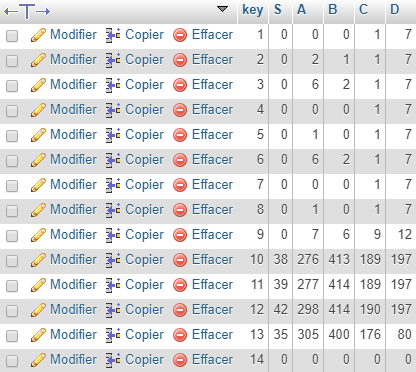 key S A B C D
Modifier Copier Effacer 1 0 0 0 1 7
Modifier Copier Effacer 2 0 2 1 1 7
Modifier Copier Effacer 3 0 6 2 1 7
Modifier Copier Effacer 4 0 0 0 1 7
Modifier Copier Effacer 5 0 1 0 1 7
Modifier Copier Effacer 6 0 6 2 1 7
Modifier Copier Effacer 7 0 0 0 1 7
Modifier Copier Effacer 8 0 1 0 1 7
Modifier Copier Effacer 9 0 7 6 9 12
Modifier Copier Effacer 10 38 276 413 189 197
Modifier Copier Effacer 11 39 277 414 189 197
Modifier Copier Effacer 12 42 298 414 190 197
Modifier Copier Effacer 13 35 305 400 176 80
Modifier Copier Effacer 14 0 0 0 0 0